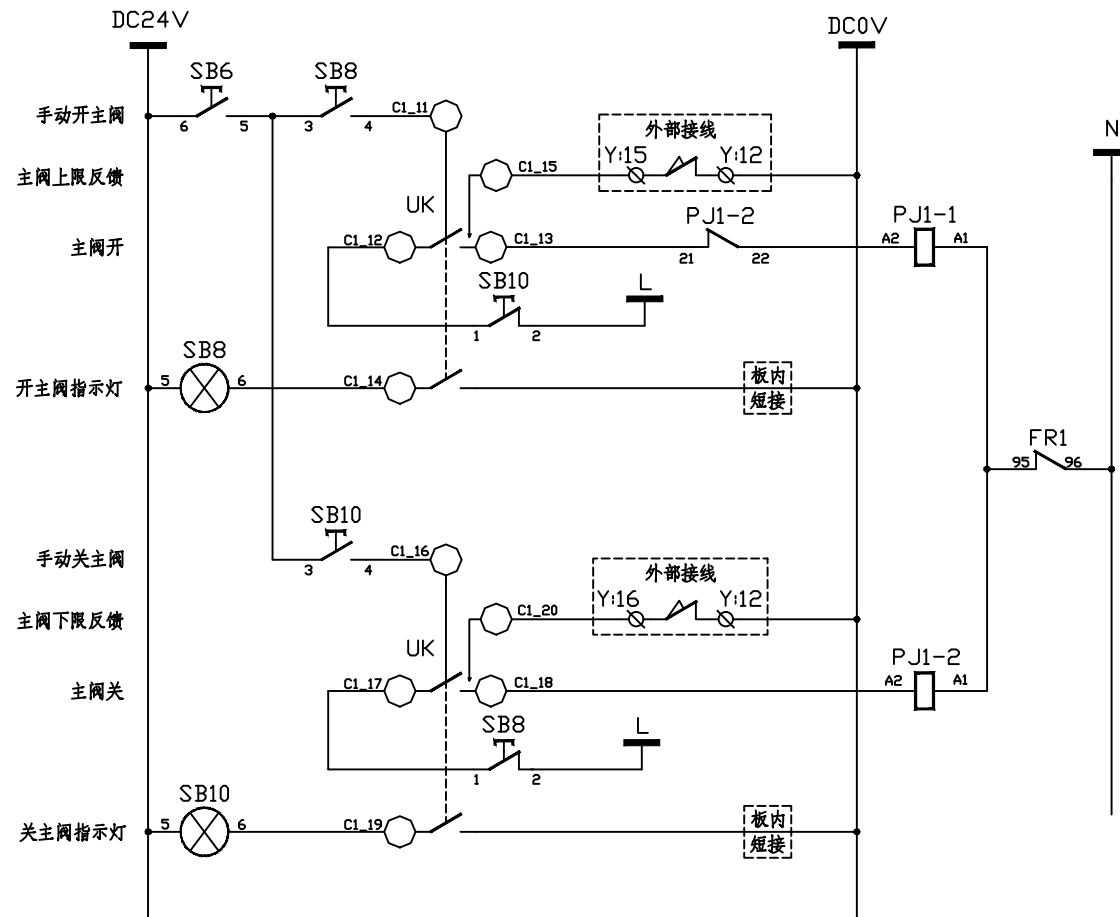 DC24V
DC0V
N
SB6
SB8
手动开主阀
6
5
3
4
C1_11
外部接线
Y:15
Y:12
主阀上限反馈
C1_15
UK
PJ1-2
PJ1-1
主阀开
C1_12
C1_13
21
22
A2
A1
SB10
L
1
2
SB8
开主阀指示灯
5
6
C1_14
板内
短接
FR1
95
96
SB10
手动关主阀
3
4
C1_16
外部接线
Y:16
Y:12
主阀下限反馈
C1_20
UK
PJ1-2
主阀关
C1_17
C1_18
A2
A1
SB8
L
1
2
SB10
关主阀指示灯
5
6
C1_19
板内
短接